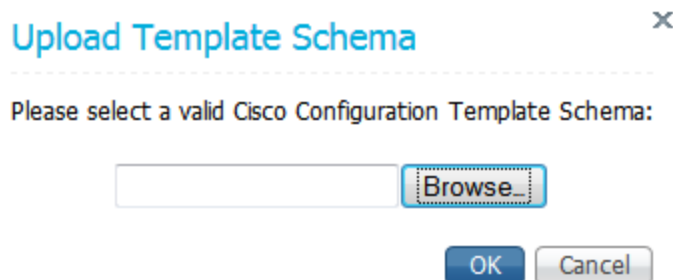 Upload Template Schema
Please select a valid Cisco Configuration Template Schema:
Browse...
OK Cancel